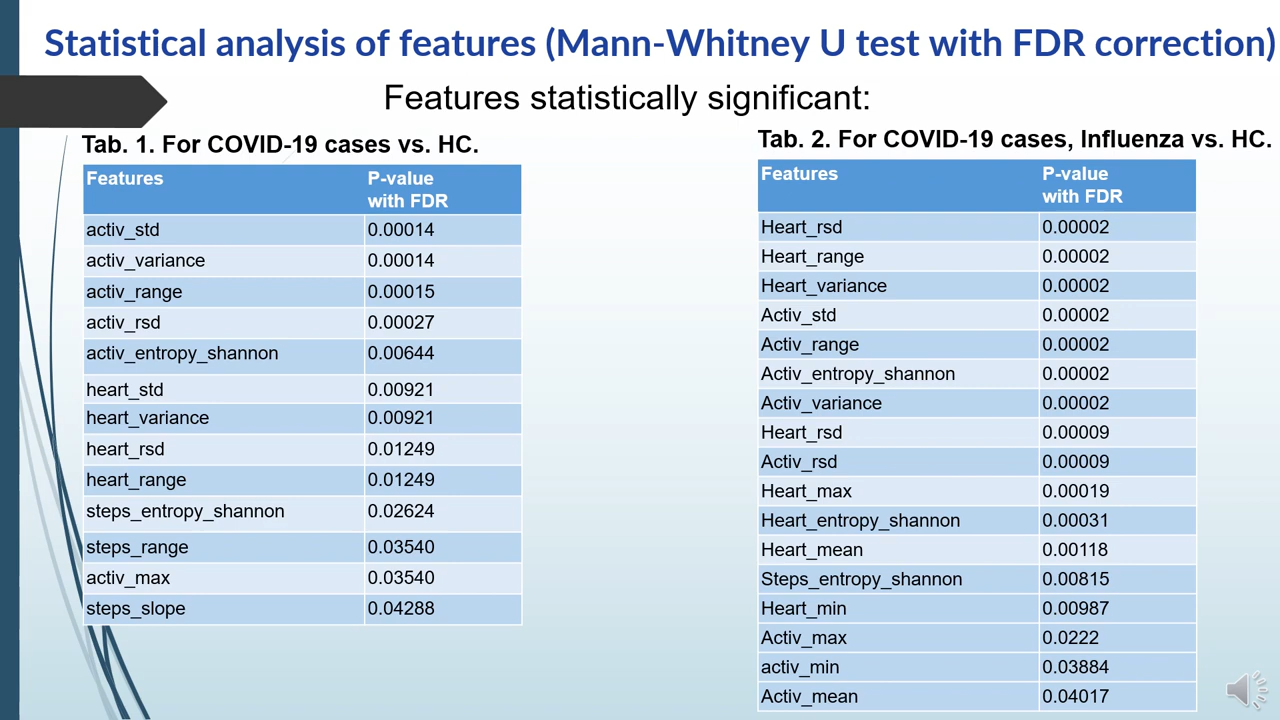 Statistical analysis of features (Mann-Whitney U test with FDR correction)
Features statistically significant:
Tab. 1. For COVID-19 cases vs. HC.
Features P-value with FDR
activ_std 0.00014
activ_variance 0.00014
activ_range 0.00015
activ_rsd 0.00027
activ_entropy_shannon 0.00644
heart_std 0.00921
heart_variance 0.00921
heart_rsd 0.01249
heart_range 0.01249
steps_entropy_shannon 0.02624
steps_range 0.03540
activ_max 0.03540
steps_slope 0.04288
Tab. 2. For COVID-19 cases, Influenza vs. HC.
Features P-value with FDR
Heart_rsd 0.00002
Heart_range 0.00002
Heart_variance 0.00002
Activ_std 0.00002
Activ_range 0.00002
Activ_entropy_shannon 0.00002
Activ_variance 0.00002
Heart_rsd 0.00009
Activ_rsd 0.00009
Heart_max 0.00019
Heart_entropy_shannon 0.00031
Heart_mean 0.00118
Steps_entropy_shannon 0.00815
Heart_min 0.00987
Activ_max 0.0222
activ_min 0.03884
Activ_mean 0.04017